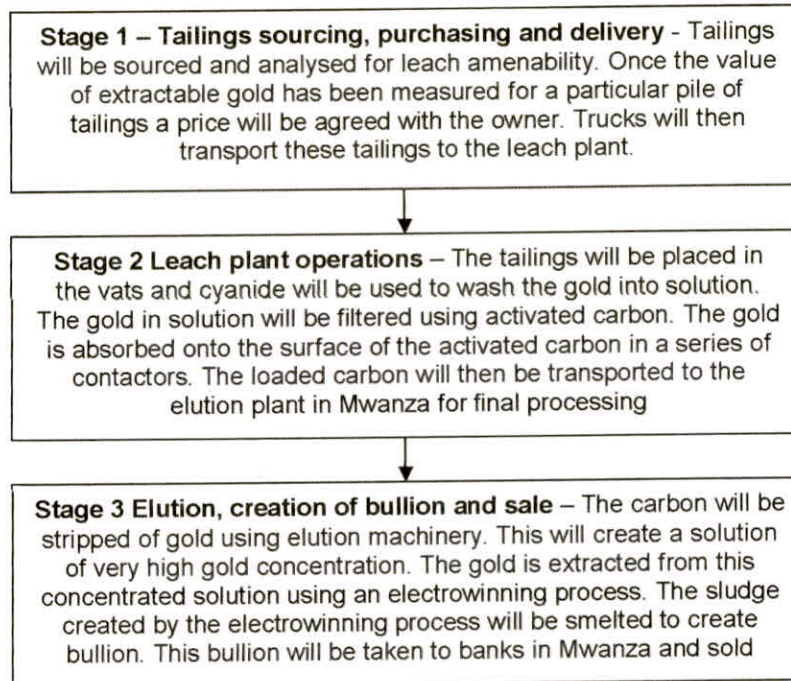 Stage 1 – Tailings sourcing, purchasing and delivery - Tailings
will be sourced and analysed for leach amenability. Once the value
of extractable gold has been measured for a particular pile of
tailings a price will be agreed with the owner. Trucks will then
transport these tailings to the leach plant.
Stage 2 Leach plant operations – The tailings will be placed in
the vats and cyanide will be used to wash the gold into solution.
The gold in solution will be filtered using activated carbon. The gold
is absorbed onto the surface of the activated carbon in a series of
contactors. The loaded carbon will then be transported to the
elution plant in Mwanza for final processing
Stage 3 Elution, creation of bullion and sale – The carbon will be
stripped of gold using elution machinery. This will create a solution
of very high gold concentration. The gold is extracted from this
concentrated solution using an electrowinning process. The sludge
created by the electrowinning process will be smelted to create
bullion. This bullion will be taken to banks in Mwanza and sold